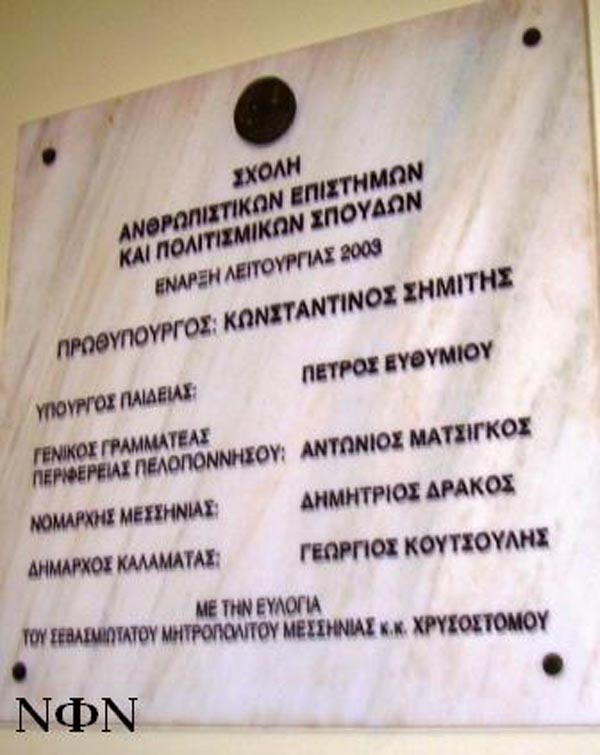 ΣΧΟΛΗ
ΑΝΘΡΩΠΙΣΤΙΚΩΝ ΕΠΙΣΤΗΜΩΝ
ΚΑΙ ΠΟΛΙΤΙΣΜΙΚΩΝ ΣΠΟΥΔΩΝ
ΕΝΑΡΞΗ ΛΕΙΤΟΥΡΓΙΑΣ 2003
ΠΡΩΘΥΠΟΥΡΓΟΣ: ΚΩΝΣΤΑΝΤΙΝΟΣ ΣΗΜΙΤΗΣ
ΥΠΟΥΡΓΟΣ ΠΑΙΔΕΙΑΣ: ΠΕΤΡΟΣ ΕΥΘΥΜΙΟΥ
ΓΕΝΙΚΟΣ ΓΡΑΜΜΑΤΕΑΣ
ΠΕΡΙΦΕΡΕΙΑΣ ΠΕΛΟΠΟΝΝΗΣΟΥ: ΑΝΤΩΝΙΟΣ ΜΑΤΣΙΓΚΟΣ
ΝΟΜΑΡΧΗΣ ΜΕΣΣΗΝΙΑΣ: ΔΗΜΗΤΡΙΟΣ ΔΡΑΚΟΣ
ΔΗΜΑΡΧΟΣ ΚΑΛΑΜΑΤΑΣ: ΓΕΩΡΓΙΟΣ ΚΟΥΤΣΟΥΛΗΣ
ΜΕ ΤΗΝ ΕΥΛΟΓΙΑ
ΤΟΥ ΣΕΒΑΣΜΙΩΤΑΤΟΥ ΜΗΤΡΟΠΟΛΙΤΟΥ ΜΕΣΣΗΝΙΑΣ κ.κ. ΧΡΥΣΟΣΤΟΜΟΥ
ΝΦΝ